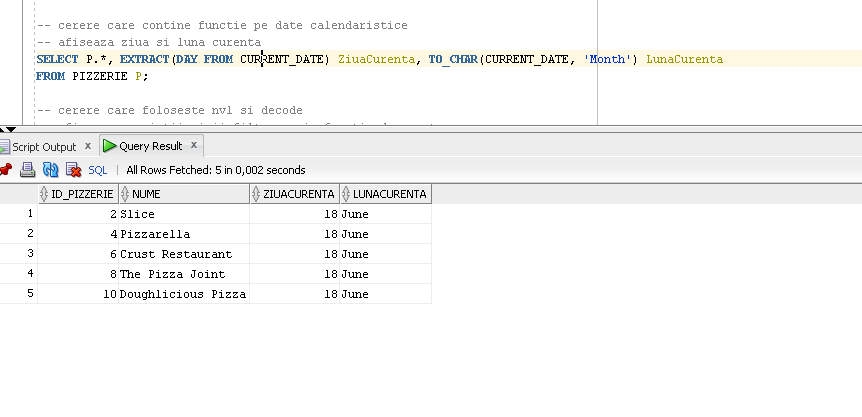 -- cerere care contine functie pe date calendaristice
-- afiseaza ziua si luna curenta
SELECT P.*, EXTRACT(DAY FROM CURRENT_DATE) ZiuaCurenta, TO_CHAR(CURRENT_DATE, 'Month') LunaCurenta
FROM PIZZERIE P;
-- cerere care foloseste nvl si decode
Script Output x Query Result x
SQL | All Rows Fetched: 5 in 0,002 seconds
ID_PIZZERIE NUME ZIUACURENTA LUNACURENTA
1 2 Slice 18 June
2 4 Pizzarella 18 June
3 6 Crust Restaurant 18 June
4 8 The Pizza Joint 18 June
5 10 Doughlicious Pizza 18 June